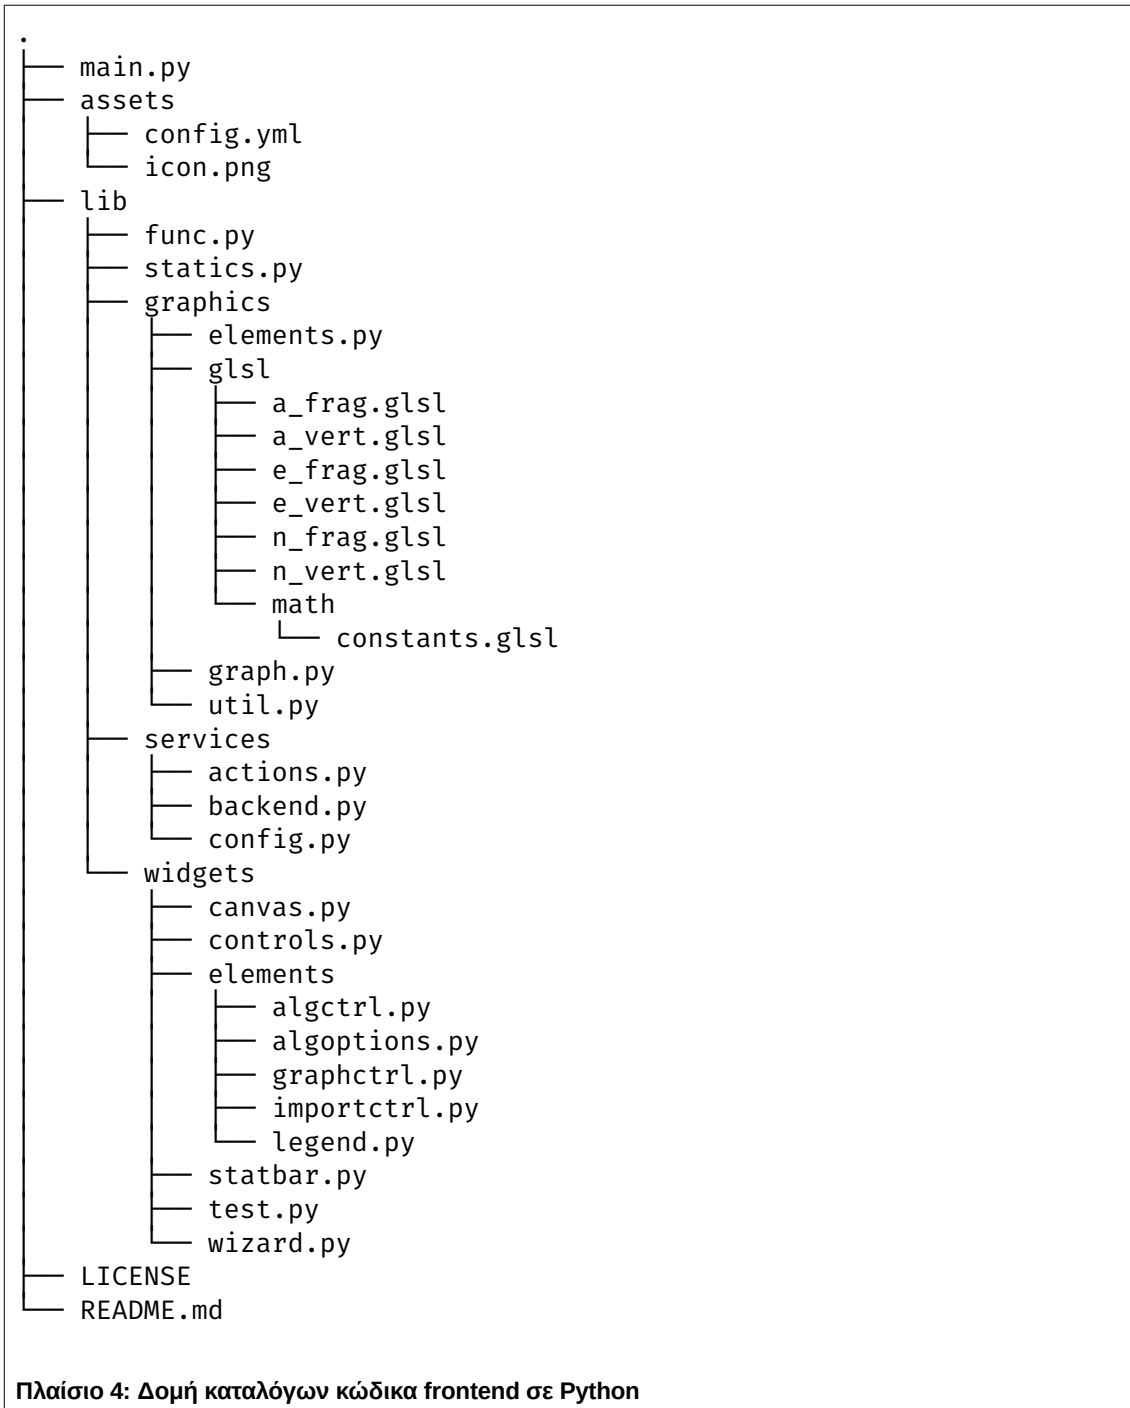 .
├── main.py
├── assets
│   ├── config.yml
│   └── icon.png
├── lib
│   ├── func.py
│   ├── statics.py
│   ├── graphics
│   │   ├── elements.py
│   │   ├── glsl
│   │   │   ├── a_frag.glsl
│   │   │   ├── a_vert.glsl
│   │   │   ├── e_frag.glsl
│   │   │   ├── e_vert.glsl
│   │   │   ├── n_frag.glsl
│   │   │   ├── n_vert.glsl
│   │   │   └── math
│   │   │       └── constants.glsl
│   │   ├── graph.py
│   │   └── util.py
│   ├── services
│   │   ├── actions.py
│   │   ├── backend.py
│   │   └── config.py
│   └── widgets
│       ├── canvas.py
│       ├── controls.py
│       ├── elements
│       │   ├── algctrl.py
│       │   ├── algoptions.py
│       │   ├── graphctrl.py
│       │   ├── importctrl.py
│       │   └── legend.py
│       ├── statbar.py
│       ├── test.py
│       └── wizard.py
├── LICENSE
└── README.md
Πλαίσιο 4: Δομή καταλόγων κώδικα frontend σε Python